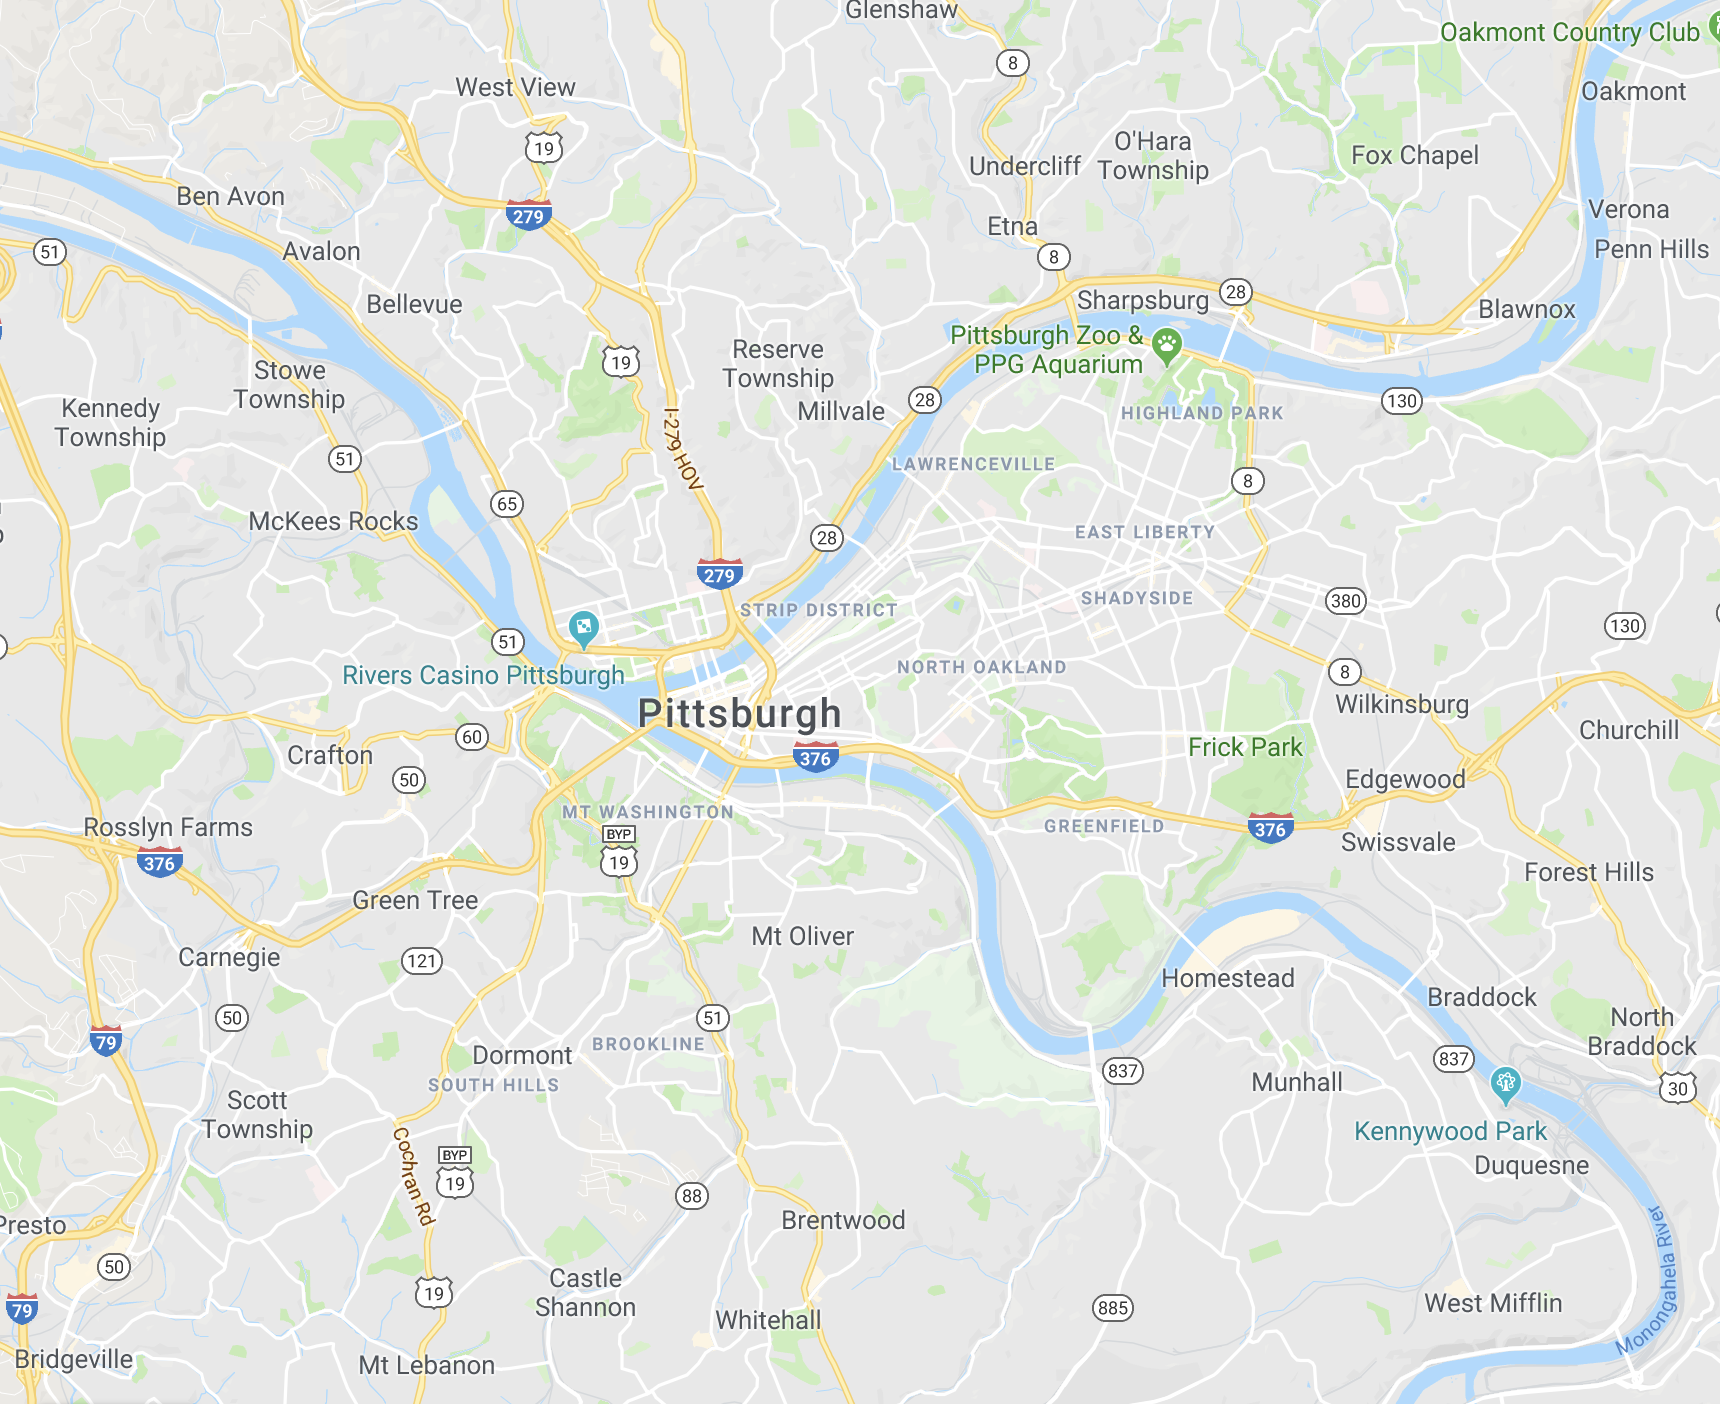 Glenshaw
Oakmont Country Club
8
West View
Oakmont
19
O'Hara
Township
Undercliff
Fox Chapel
Ben Avon
279
Verona
Etna
51
Avalon
8
Penn Hills
Bellevue
Sharpsburg
28
Blawnox
Pittsburgh Zoo &
PPG Aquarium
Reserve
Township
19
Stowe
Township
Kennedy
Township
Millvale
28
130
HIGHLAND PARK
I-279 HOV
51
LAWRENCEVILLE
8
65
McKees Rocks
28
EAST LIBERTY
279
STRIP DISTRICT
SHADYSIDE
380
130
51
Rivers Casino Pittsburgh
NORTH OAKLAND
8
Pittsburgh
Wilkinsburg
60
Churchill
Crafton
376
Frick Park
50
Edgewood
MT WASHINGTON
Rosslyn Farms
BYP
19
GREENFIELD
376
Swissvale
376
Forest Hills
Green Tree
Mt Oliver
Carnegie
121
Homestead
Braddock
50
51
North
Braddock
79
BROOKLINE
Dormont
837
837
SOUTH HILLS
Munhall
30
Scott
Township
Kennywood Park
Cochran Rd
BYP
19
Duquesne
88
Presto
Brentwood
50
Castle
Shannon
19
885
West Mifflin
Monongahela River
79
Whitehall
Bridgeville
Mt Lebanon